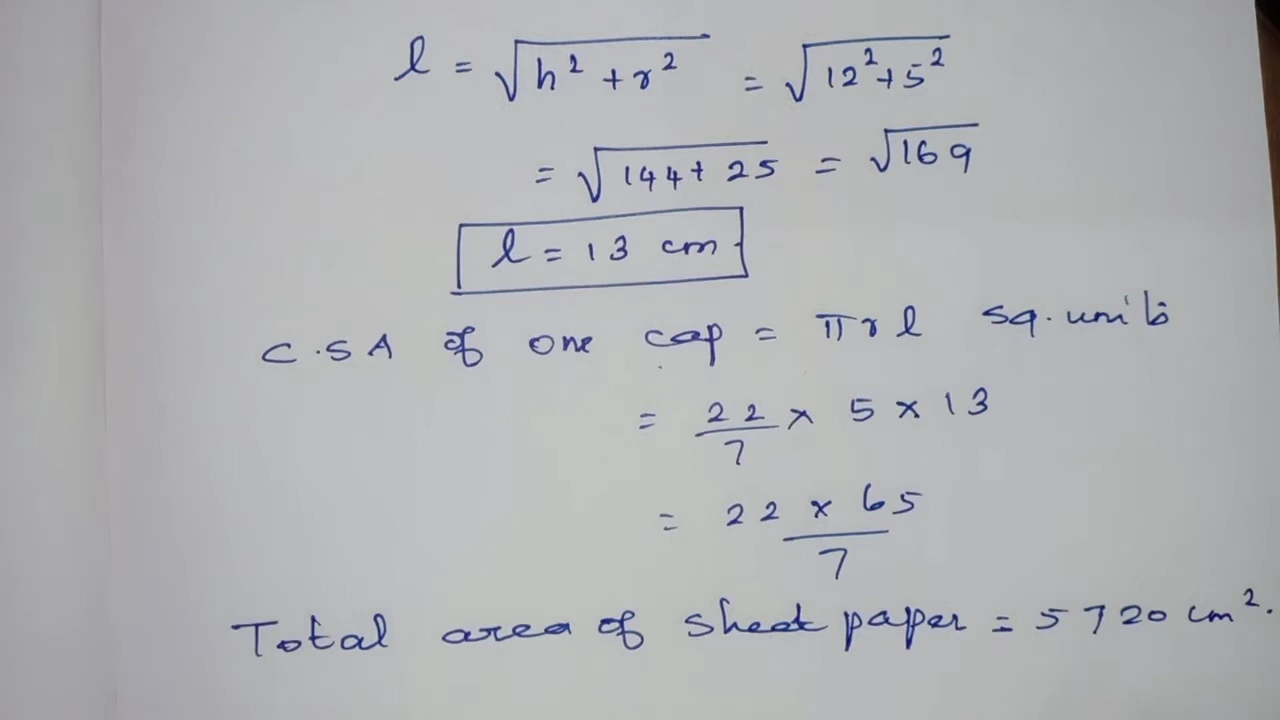 l = √h² + r² = √12² + 5²
= √144 + 25 = √169
l = 13 cm
C.S.A of one cap = πrl sq. units
= 22/7 × 5 × 13
= 22 × 65/7
Total area of sheet paper = 5720 cm².